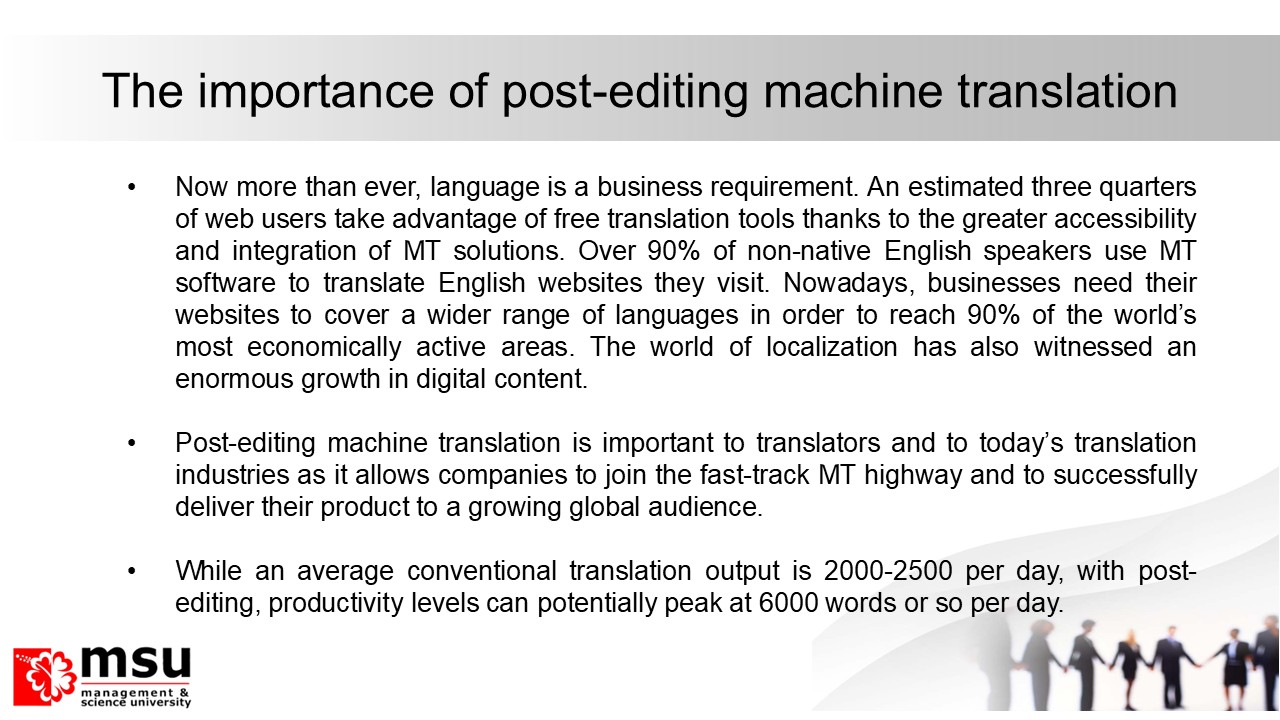 The importance of post-editing machine translation
• Now more than ever, language is a business requirement. An estimated three quarters
of web users take advantage of free translation tools thanks to the greater accessibility
and integration of MT solutions. Over 90% of non-native English speakers use MT
software to translate English websites they visit. Nowadays, businesses need their
websites to cover a wider range of languages in order to reach 90% of the world’s
most economically active areas. The world of localization has also witnessed an
enormous growth in digital content.
• Post-editing machine translation is important to translators and to today’s translation
industries as it allows companies to join the fast-track MT highway and to successfully
deliver their product to a growing global audience.
• While an average conventional translation output is 2000-2500 per day, with post-
editing, productivity levels can potentially peak at 6000 words or so per day.
msu
management &
science university